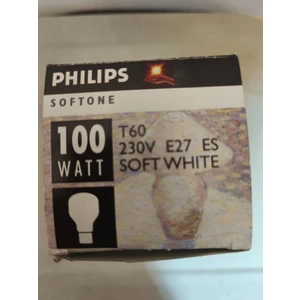 PHILIPS
SOFTONE
100
WATT
T60
230V E27 ES
SOFT WHITE